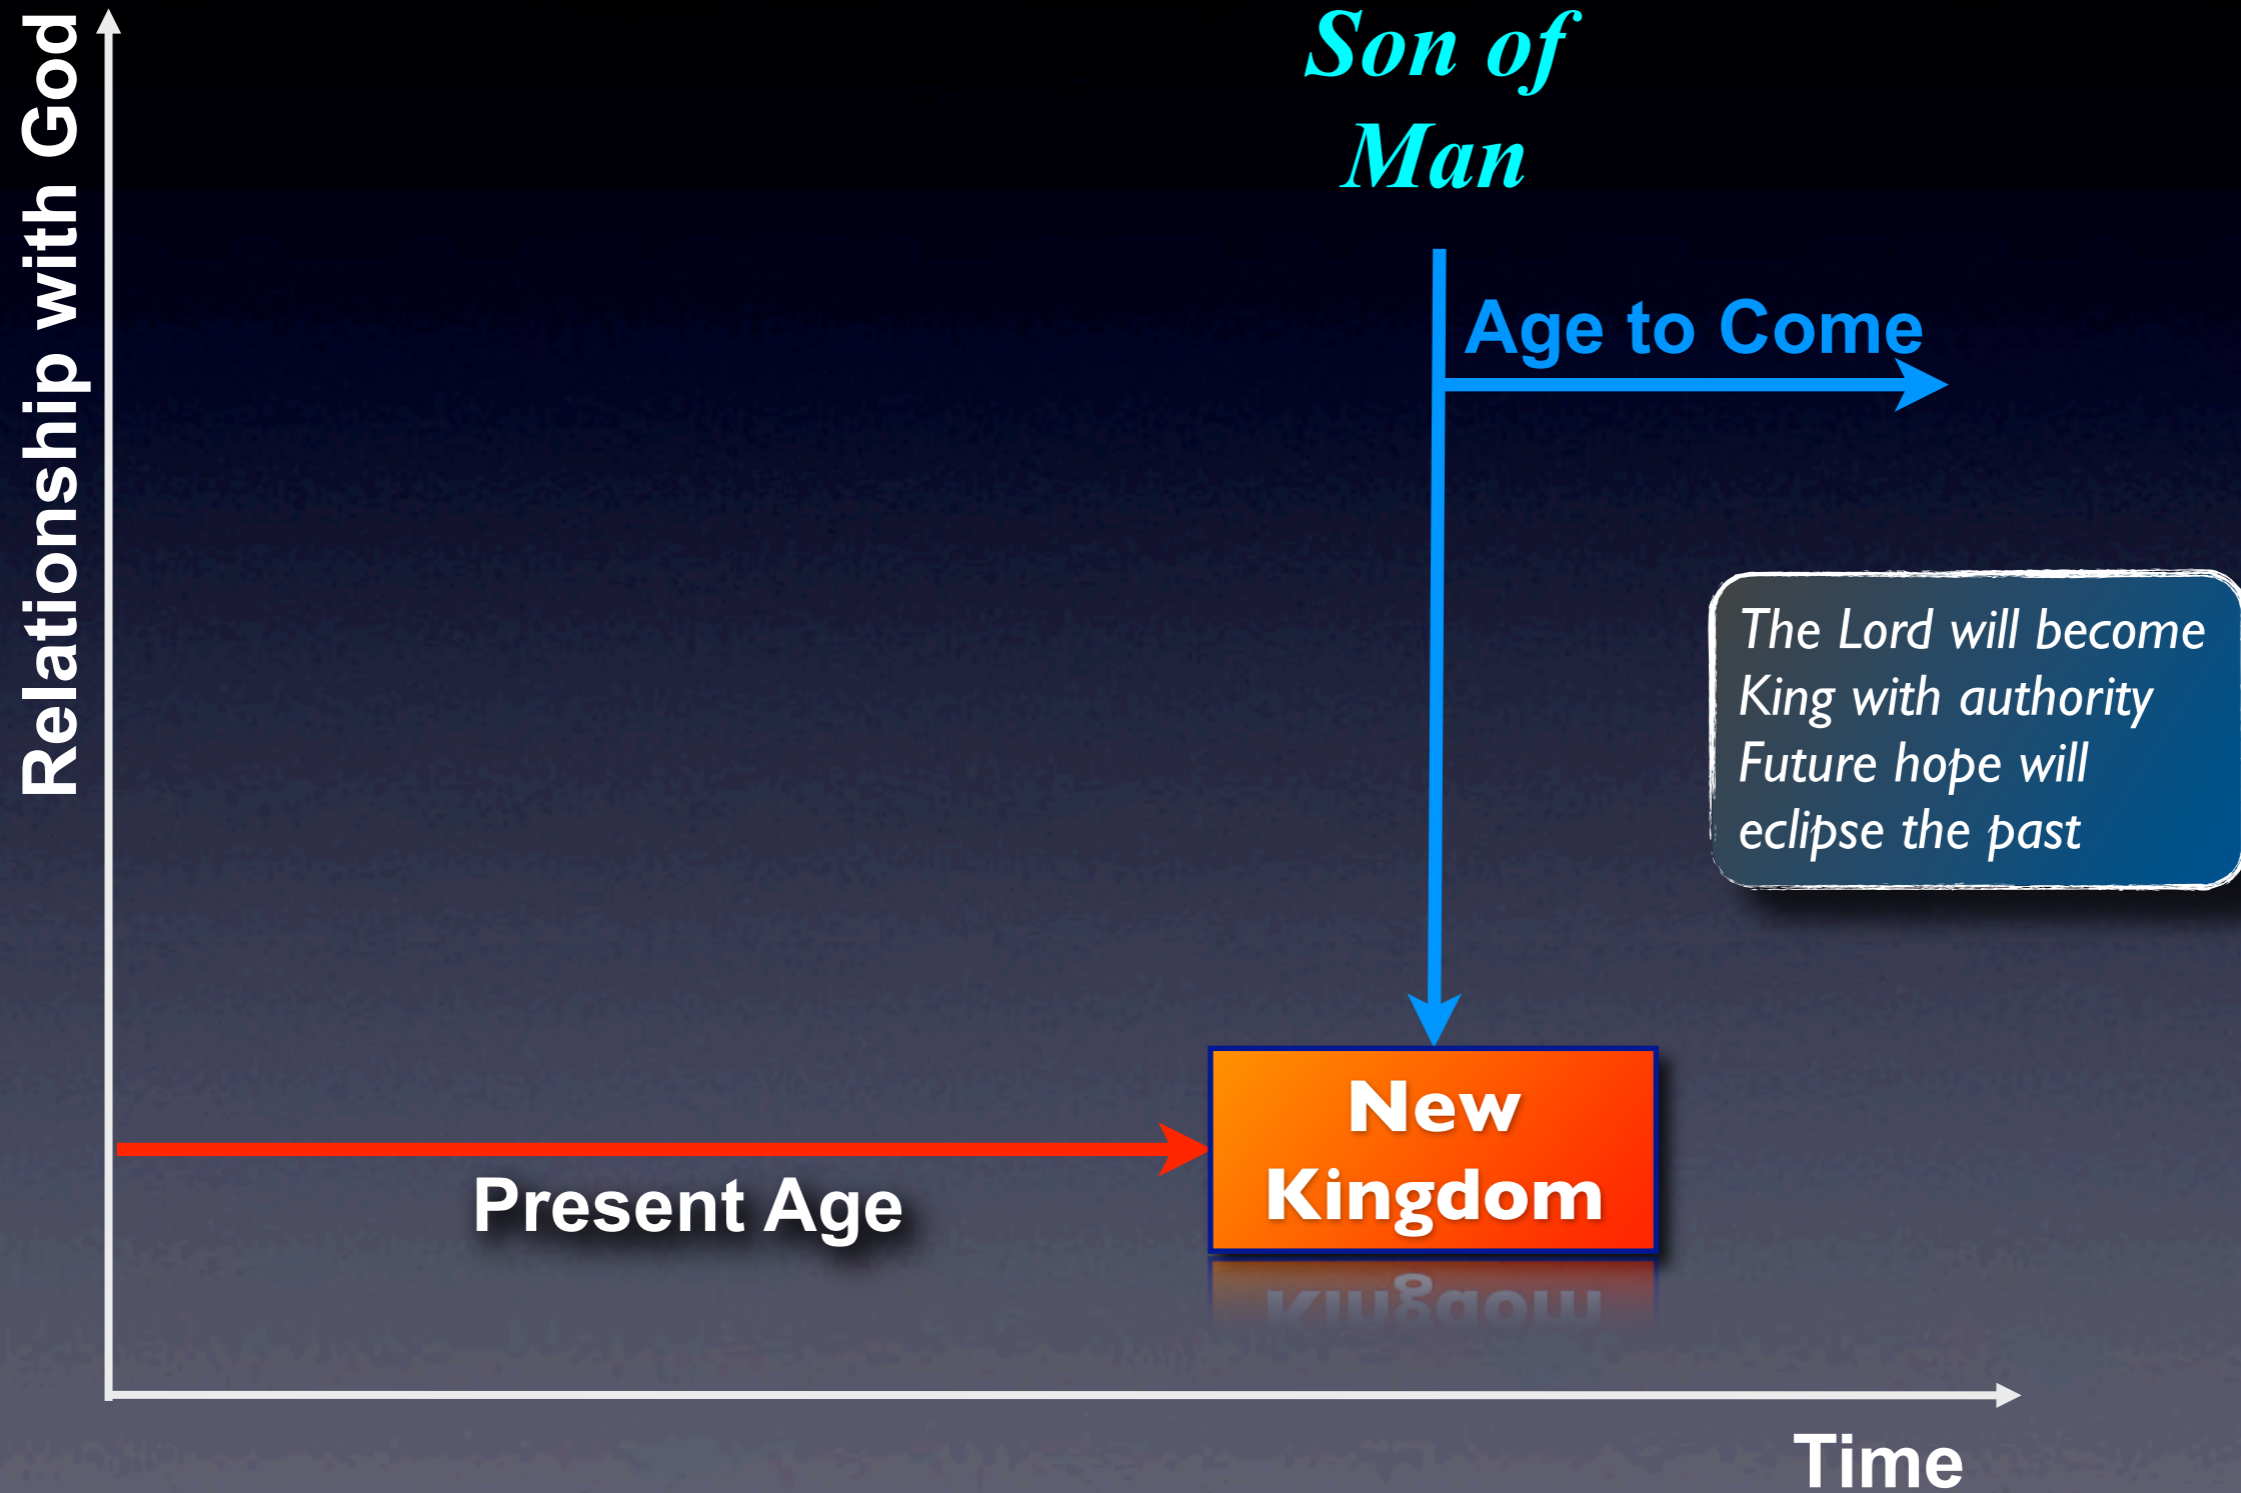 Relationship with God
Son of
Man
Age to Come
The Lord will become
King with authority
Future hope will
eclipse the past
New
Kingdom
Present Age
Time